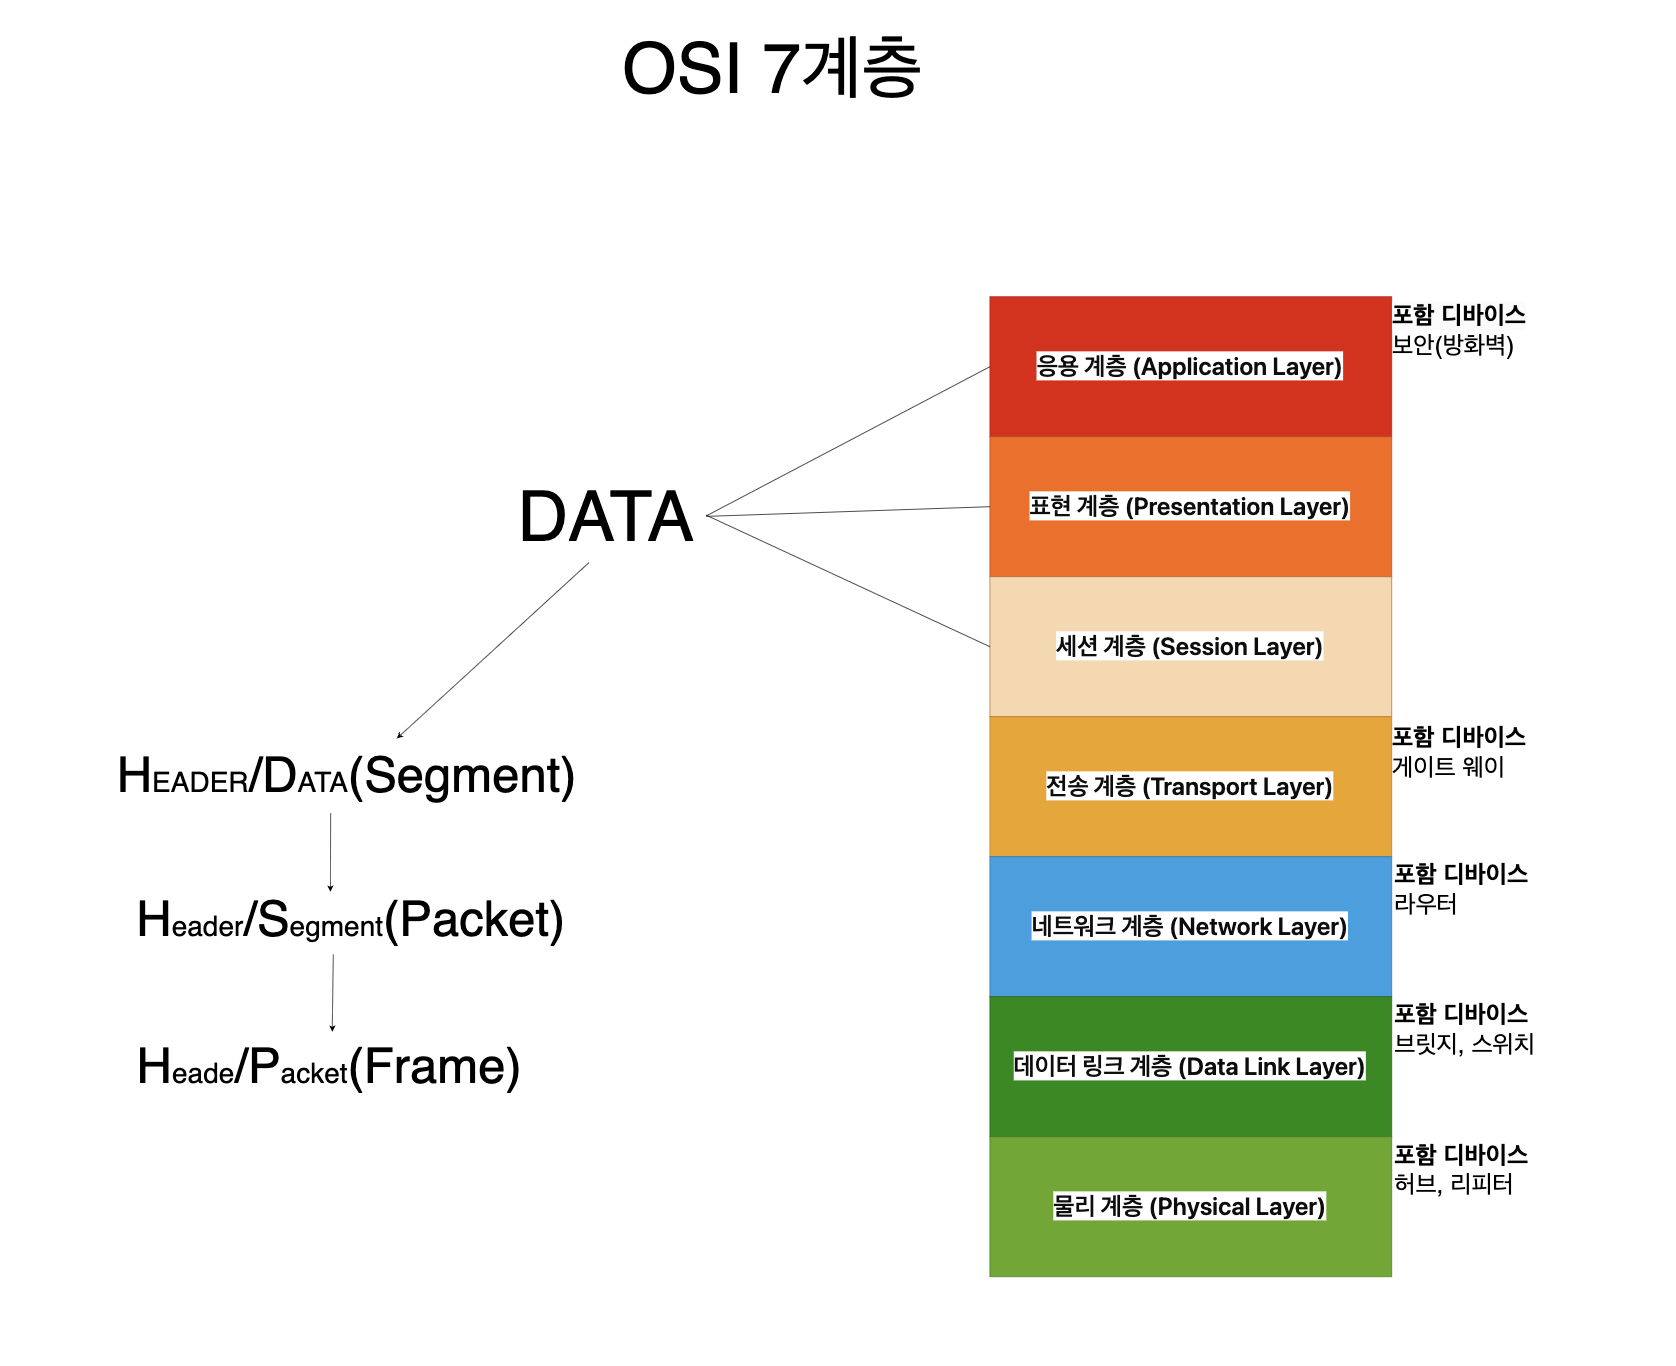 OSI 7계층
포함 디바이스
보안(방화벽)
응용 계층 (Application Layer)
표현 계층 (Presentation Layer)
DATA
세션 계층 (Session Layer)
포함 디바이스
게이트 웨이
HEADER/DATA(Segment)
전송 계층 (Transport Layer)
포함 디바이스
라우터
Header/Segment(Packet)
네트워크 계층 (Network Layer)
포함 디바이스
브릿지, 스위치
Heade/Packet(Frame)
데이터 링크 계층 (Data Link Layer)
포함 디바이스
허브, 리피터
물리 계층 (Physical Layer)